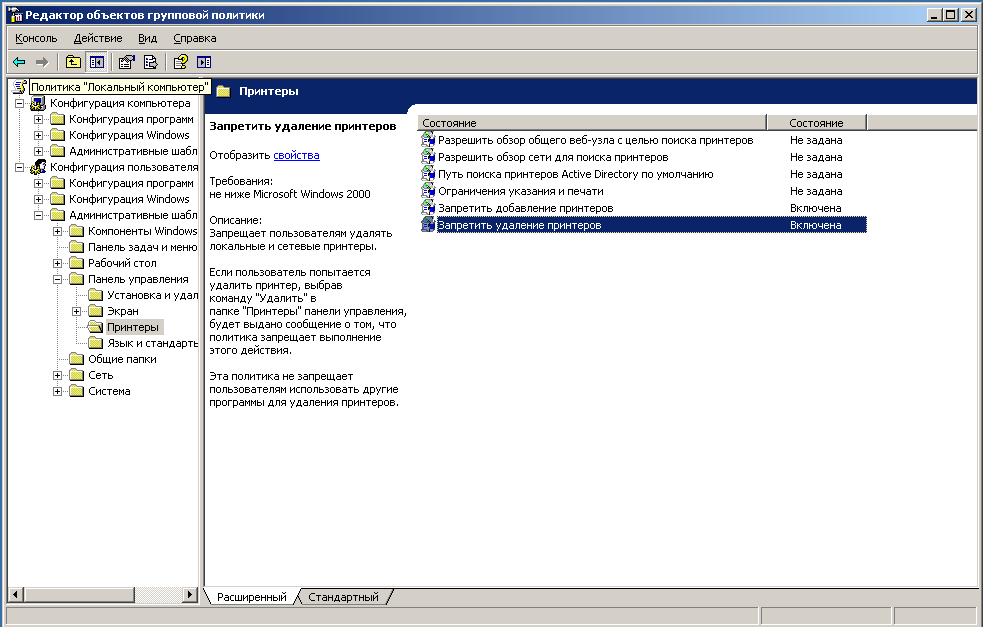 Редактор объектов групповой политики
Консоль Действие Вид Справка
Политика "Локальный компьютер"
Конфигурация компьютера
Конфигурация программ
Конфигурация Windows
Административные шабл
Конфигурация пользователя
Конфигурация программ
Конфигурация Windows
Административные шабл
Компоненты Windows
Панель задач и меню
Рабочий стол
Панель управления
Установка и удал
Экран
Принтеры
Язык и стандарть
Общие папки
Сеть
Система
Принтеры
Запретить удаление принтеров
Отобразить свойства
Требования:
не ниже Microsoft Windows 2000
Описание:
Запрещает пользователям удалять
локальные и сетевые принтеры.
Если пользователь попытается
удалить принтер, выбрав
команду "Удалить" в
папке "Принтеры" панели управления,
будет выдано сообщение о том, что
политика запрещает выполнение
этого действия.
Эта политика не запрещает
пользователям использовать другие
программы для удаления принтеров.
Состояние Состояние
Разрешить обзор общего веб-узла с целью поиска принтеров Не задана
Разрешить обзор сети для поиска принтеров Не задана
Путь поиска принтеров Active Directory по умолчанию Не задана
Ограничения указания и печати Не задана
Запретить добавление принтеров Включена
Запретить удаление принтеров Включена
Расширенный Стандартный